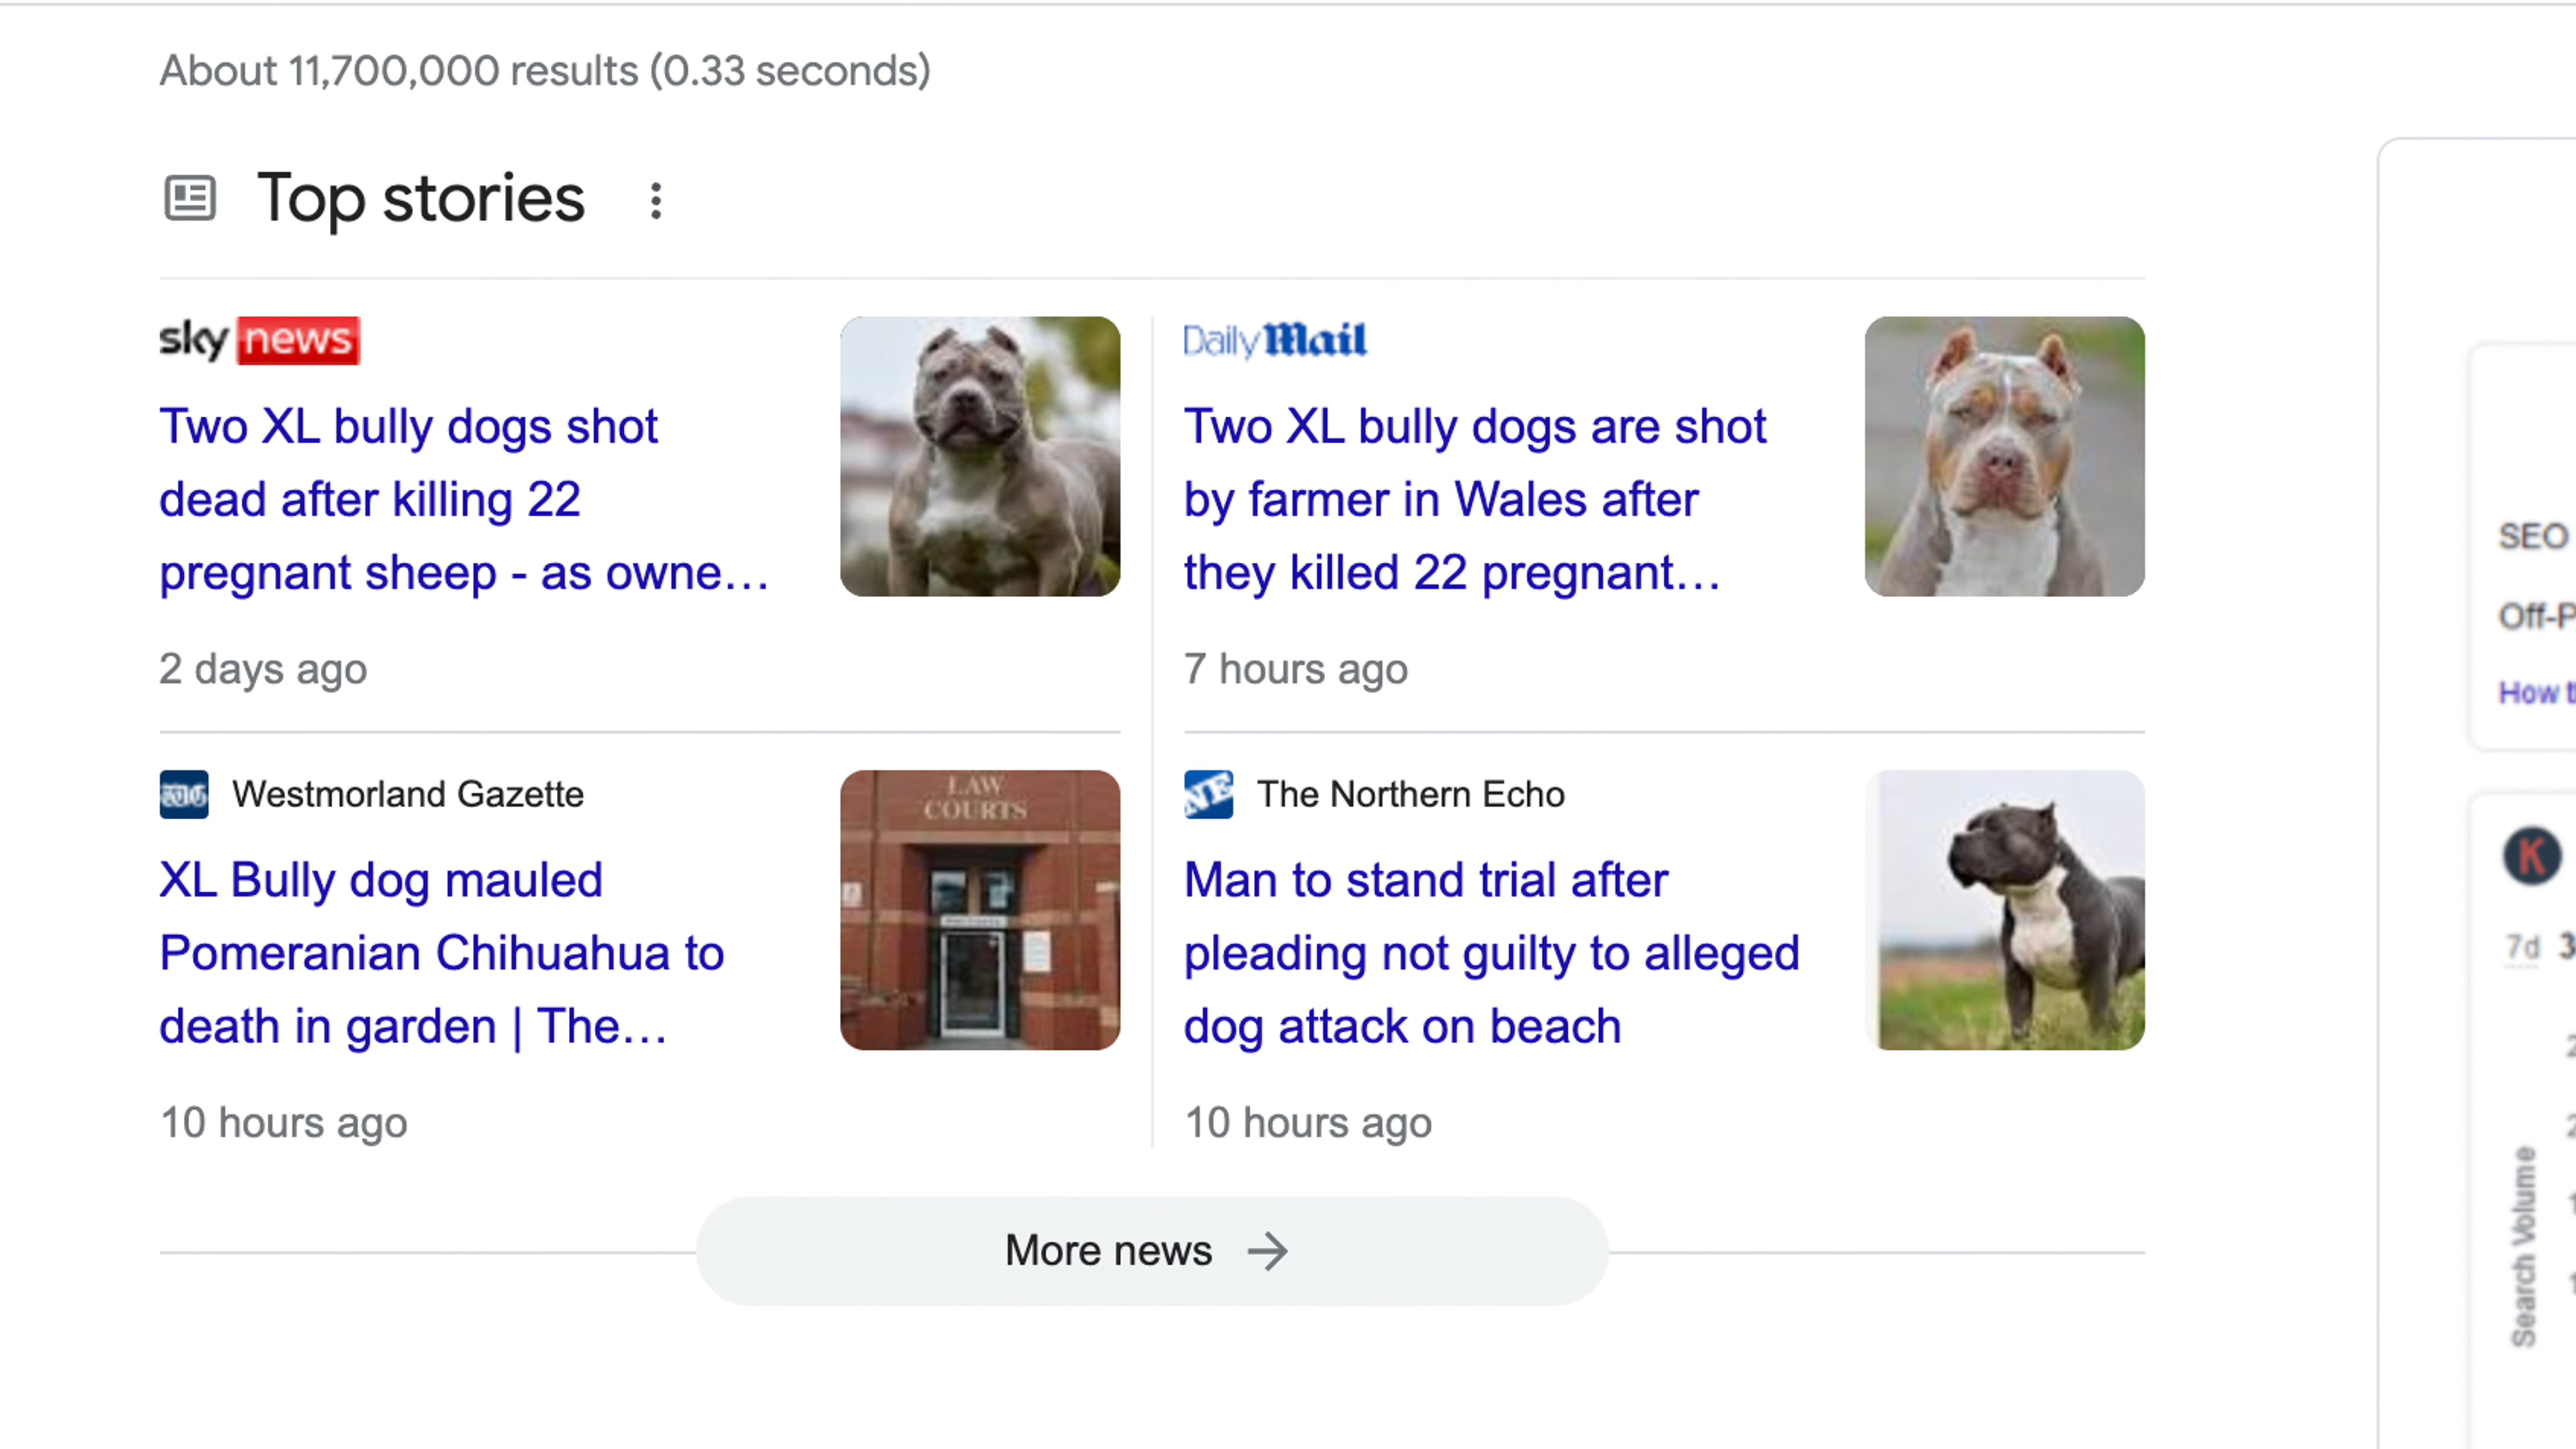 About 11,700,000 results (0.33 seconds)
Top stories
sky news
Two XL bully dogs shot
dead after killing 22
pregnant sheep - as owne...
2 days ago
Daily Mail
Two XL bully dogs are shot
by farmer in Wales after
they killed 22 pregnant...
7 hours ago
Westmorland Gazette
XL Bully dog mauled
Pomeranian Chihuahua to
death in garden | The...
10 hours ago
LAW
COURTS
NE
The Northern Echo
Man to stand trial after
pleading not guilty to alleged
dog attack on beach
10 hours ago
More news
SEO
Off-P
How
K
7d 3
Search Volume